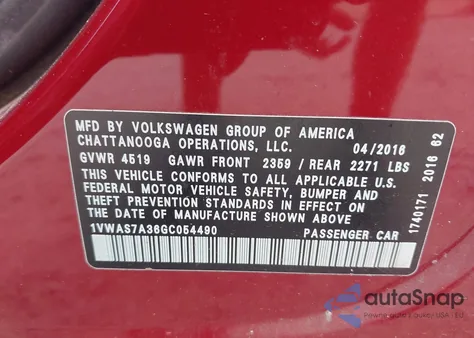 MFD BY VOLKSWAGEN GROUP OF AMERICA
CHATTANOOGA OPERATIONS, LLC. 04/2016
GVWR 4519 GAWR FRONT 2359 / REAR 2271 LBS
THIS VEHICLE CONFORMS TO ALL APPLICABLE U.S.
FEDERAL MOTOR VEHICLE SAFETY, BUMPER AND
THEFT PREVENTION STANDARDS IN EFFECT ON THE
DATE OF MANUFACTURE SHOWN ABOVE.
1VWAS7A36GC054490 PASSENGER CAR
1740171 2016 62
autaSnap